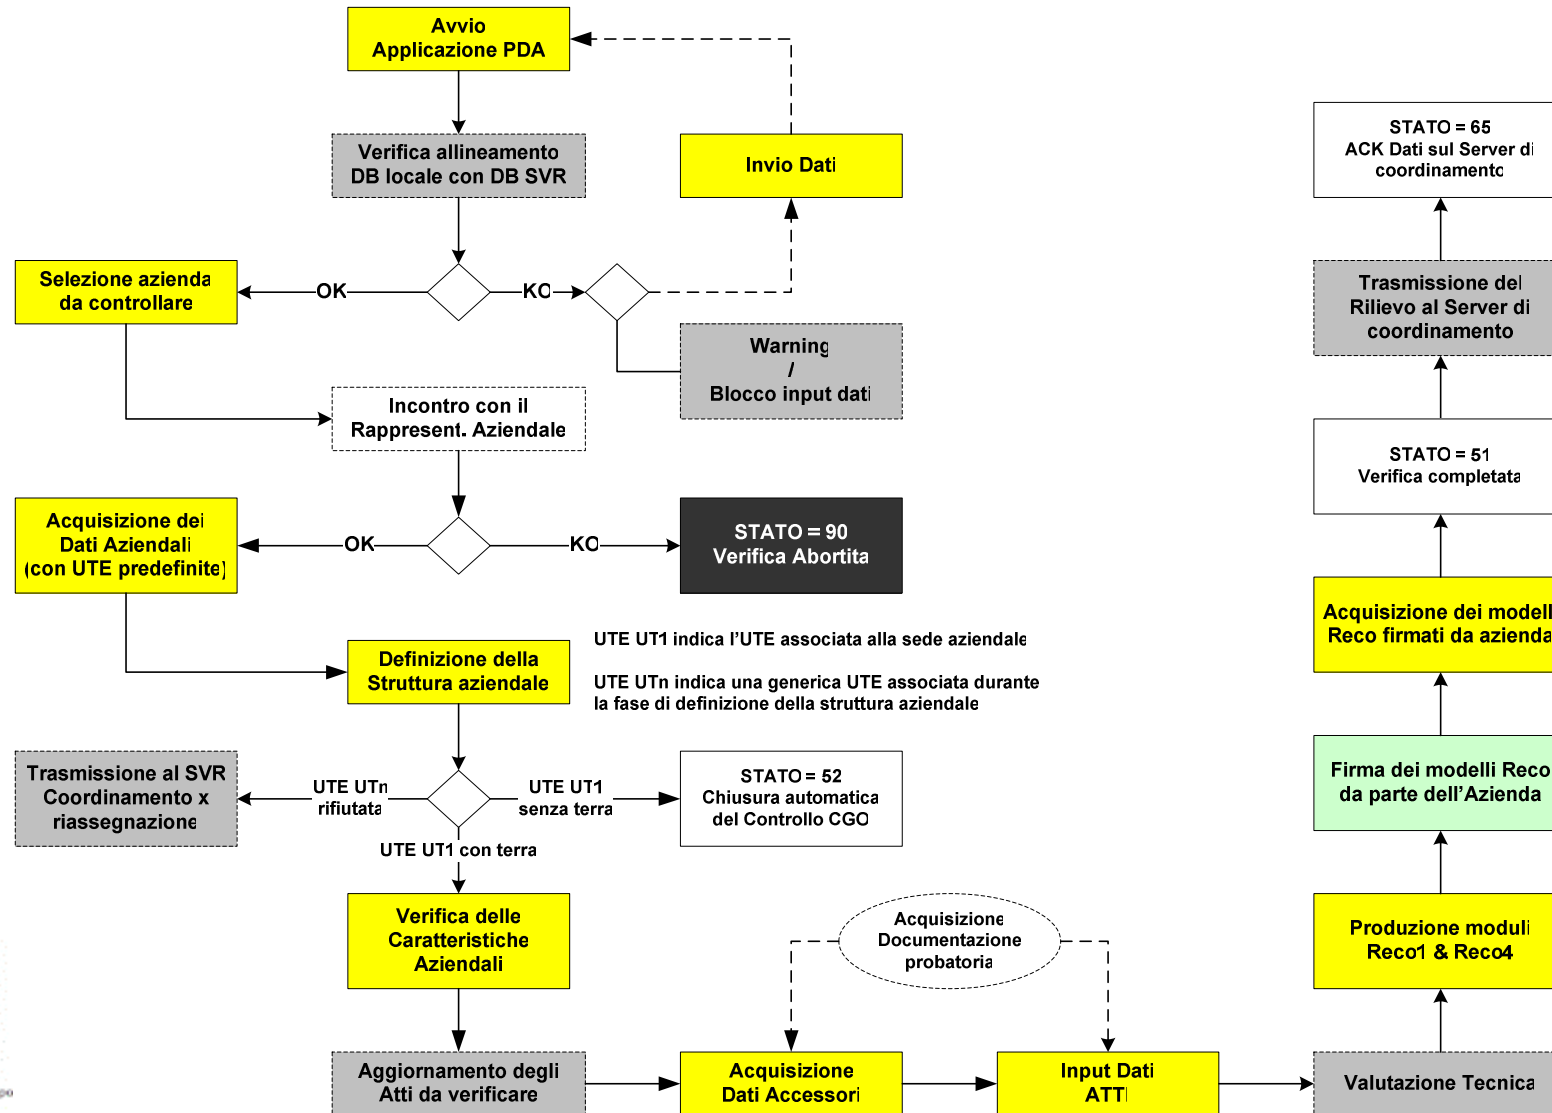 Avvio
Applicazione PDA
Verifica allineamento
DB locale con DB SVR
Invio Dati
STATO = 65
ACK Dati sul Server di
coordinamento
Selezione azienda
da controllare
OK
KO
Trasmissione del
Rilievo al Server di
coordinamento
Warning
/
Blocco input dati
Incontro con il
Rappresent. Aziendale
STATO = 51
Verifica completata
Acquisizione dei
Dati Aziendali
(con UTE predefinite)
OK
KO
STATO = 90
Verifica Abortita
Acquisizione dei modelli
Reco firmati da azienda
UTE UT1 indica l'UTE associata alla sede aziendale
UTE UTn indica una generica UTE associata durante
la fase di definizione della struttura aziendale
Definizione della
Struttura aziendale
Trasmissione al SVR
Coordinamento x
riassegnazione
UTE UTn
rifiutata
UTE UT1
senza terra
STATO = 52
Chiusura automatica
del Controllo CGO
Firma dei modelli Reco
da parte dell'Azienda
UTE UT1 con terra
Verifica delle
Caratteristiche
Aziendali
Acquisizione
Documentazione
probatoria
Produzione moduli
Reco1 & Reco4
Aggiornamento degli
Atti da verificare
Acquisizione
Dati Accessori
Input Dati
ATTI
Valutazione Tecnica